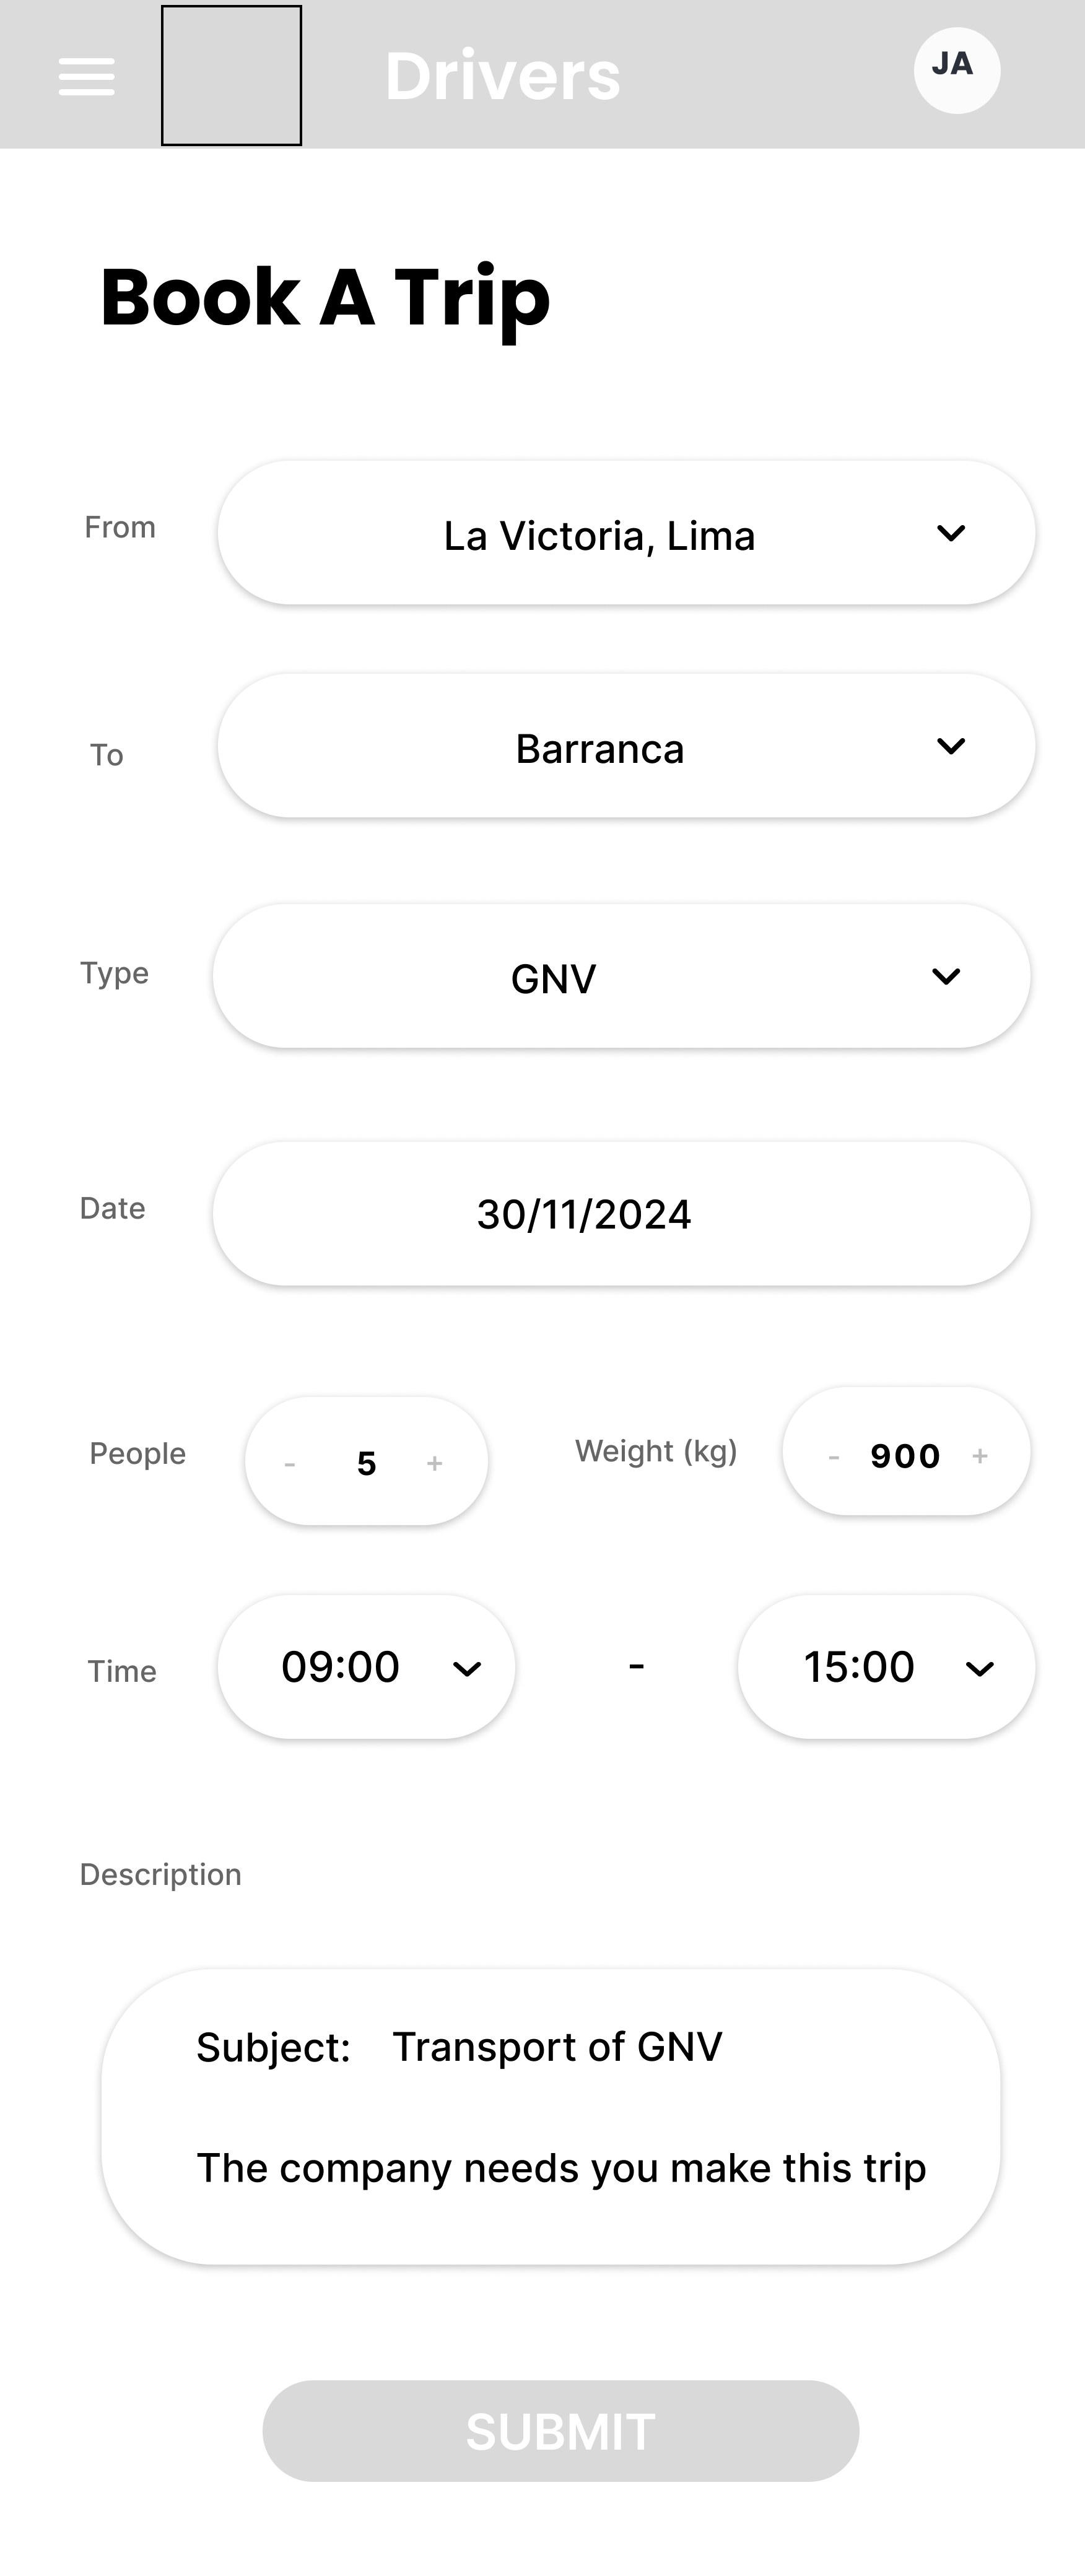 Drivers
JA
Book A Trip
From
La Victoria, Lima
To
Barranca
Type
GNV
Date
30/11/2024
People
- 5 +
Weight (kg)
- 900 +
Time
09:00
-
15:00
Description
Subject: Transport of GNV
The company needs you make this trip
SUBMIT